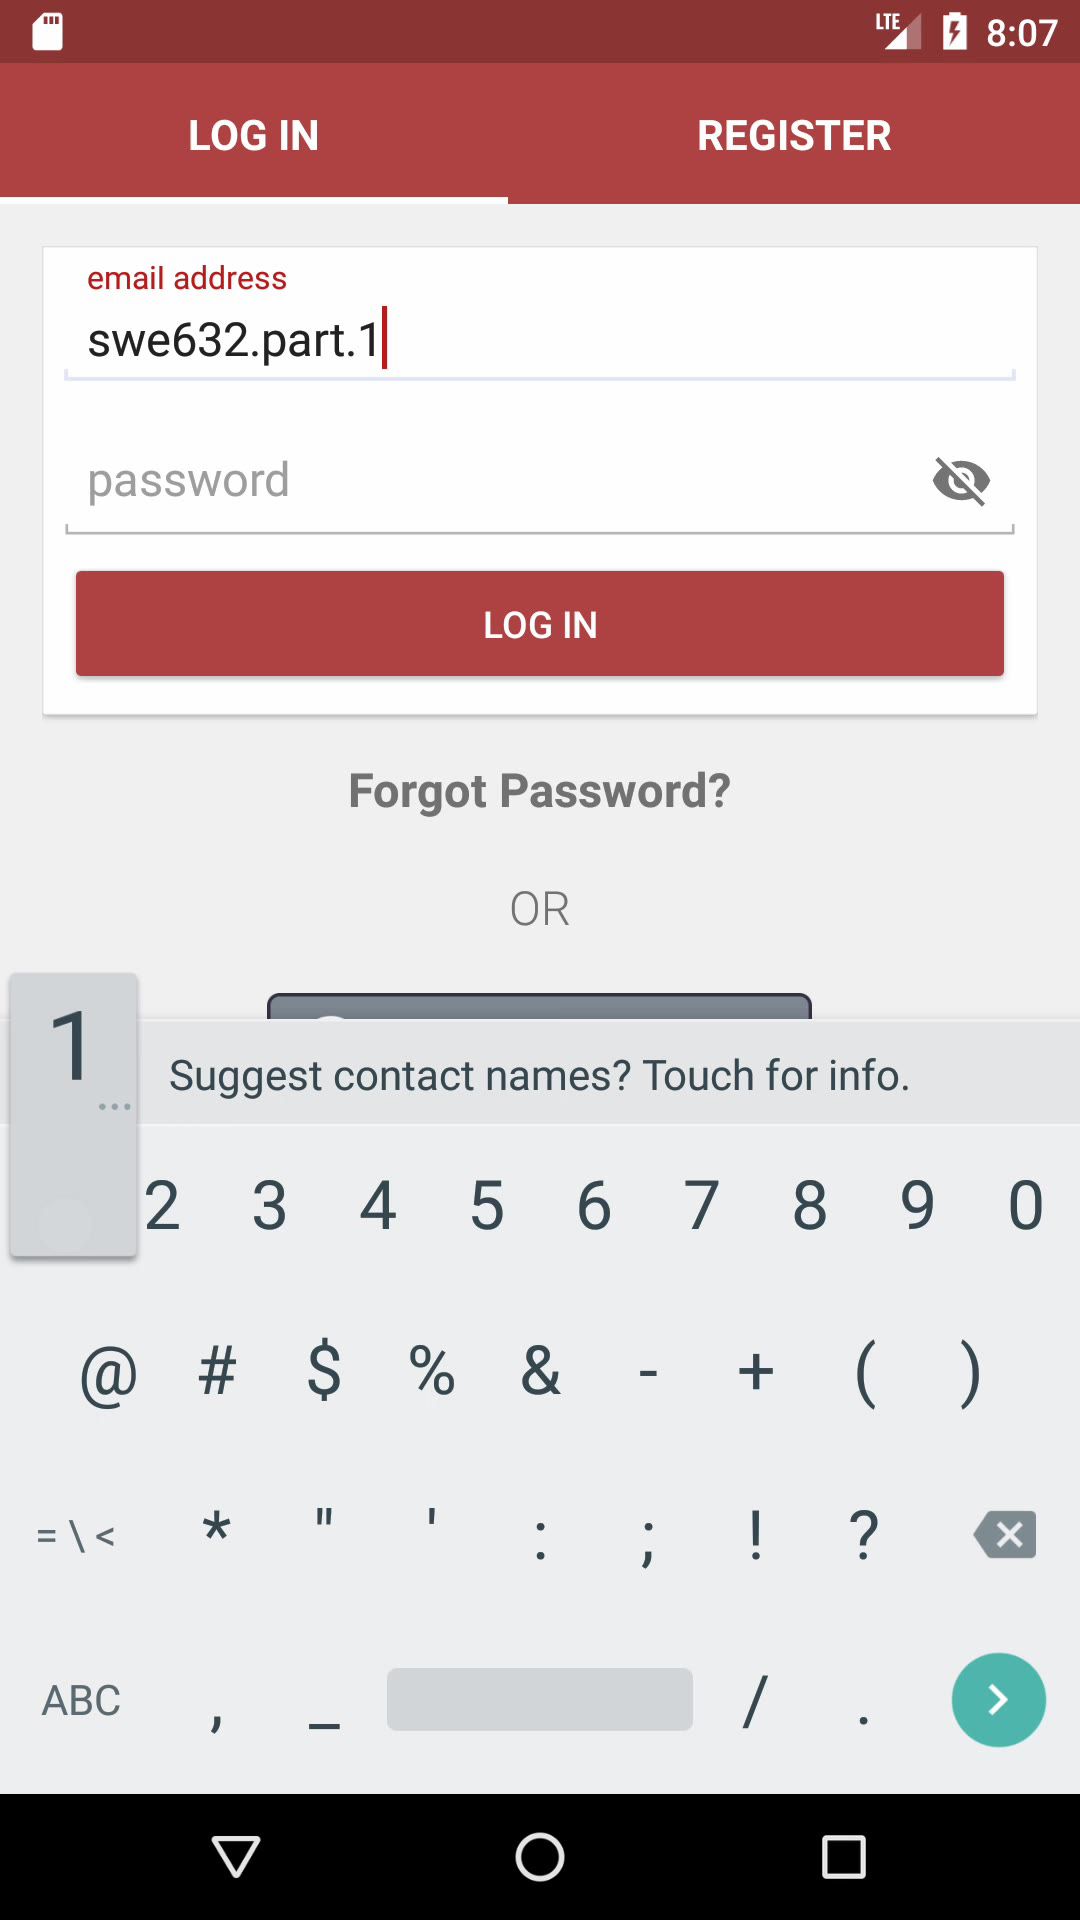 LTE 8:07
LOG IN REGISTER
email address
swe632.part.1
password
LOG IN
Forgot Password?
OR
1
...
Suggest contact names? Touch for info.
2 3 4 5 6 7 8 9 0
@ # $ % & - + ( )
= \ < * " ' : ; ! ?
ABC , _ / .